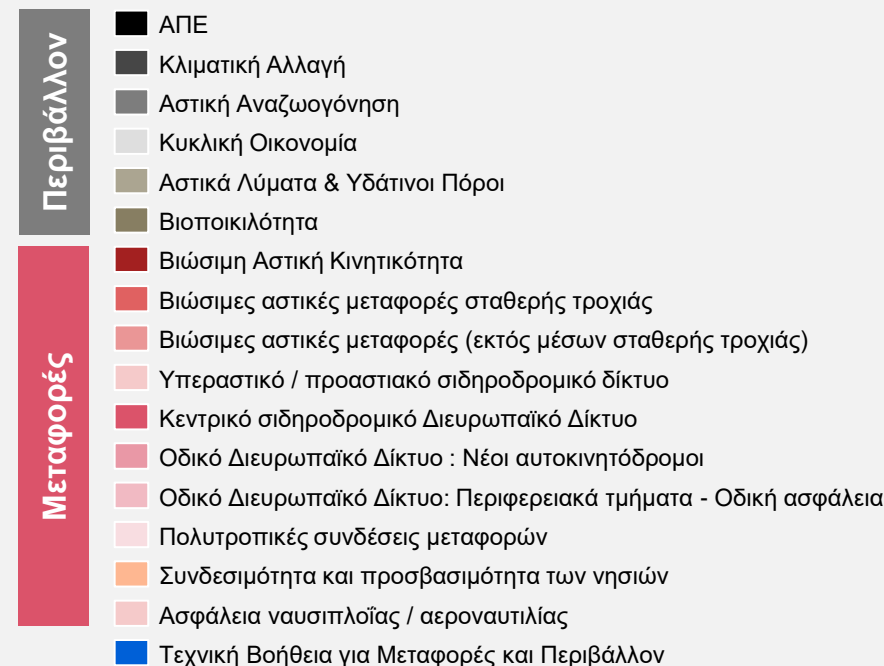 Περιβάλλον
ΑΠΕ
Κλιματική Αλλαγή
Αστική Αναζωογόνηση
Κυκλική Οικονομία
Αστικά Λύματα & Υδάτινοι Πόροι
Βιοποικιλότητα
Μεταφορές
Βιώσιμη Αστική Κινητικότητα
Βιώσιμες αστικές μεταφορές σταθερής τροχιάς
Βιώσιμες αστικές μεταφορές (εκτός μέσων σταθερής τροχιάς)
Υπεραστικό / προαστιακό σιδηροδρομικό δίκτυο
Κεντρικό σιδηροδρομικό Διευρωπαϊκό Δίκτυο
Οδικό Διευρωπαϊκό Δίκτυο : Νέοι αυτοκινητόδρομοι
Οδικό Διευρωπαϊκό Δίκτυο: Περιφερειακά τμήματα - Οδική ασφάλεια
Πολυτροπικές συνδέσεις μεταφορών
Συνδεσιμότητα και προσβασιμότητα των νησιών
Ασφάλεια ναυσιπλοΐας / αεροναυτιλίας
Τεχνική Βοήθεια για Μεταφορές και Περιβάλλον